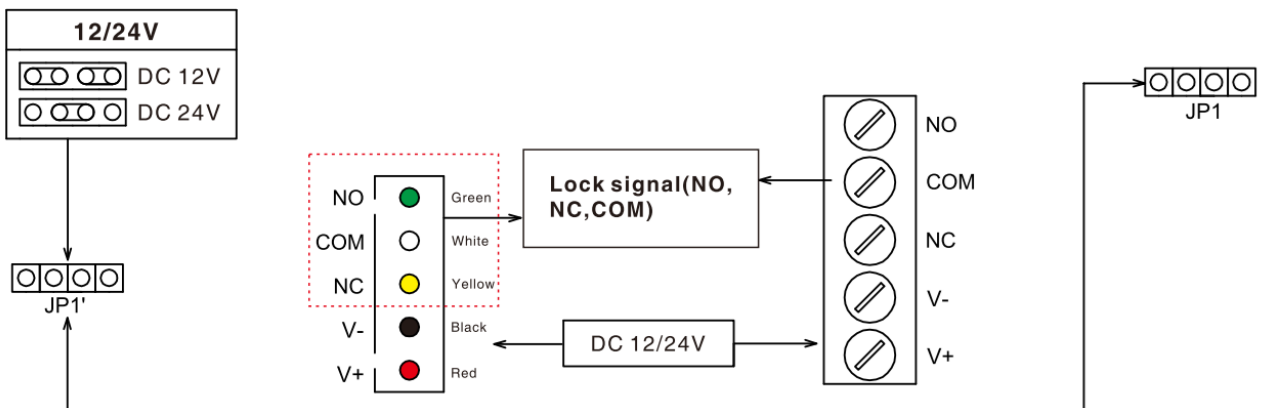 12/24V
DC 12V
DC 24V
JP1'
NO Green
COM White
NC Yellow
V- Black
V+ Red
Lock signal(NO,
NC,COM)
DC 12/24V
NO
COM
NC
V-
V+
JP1